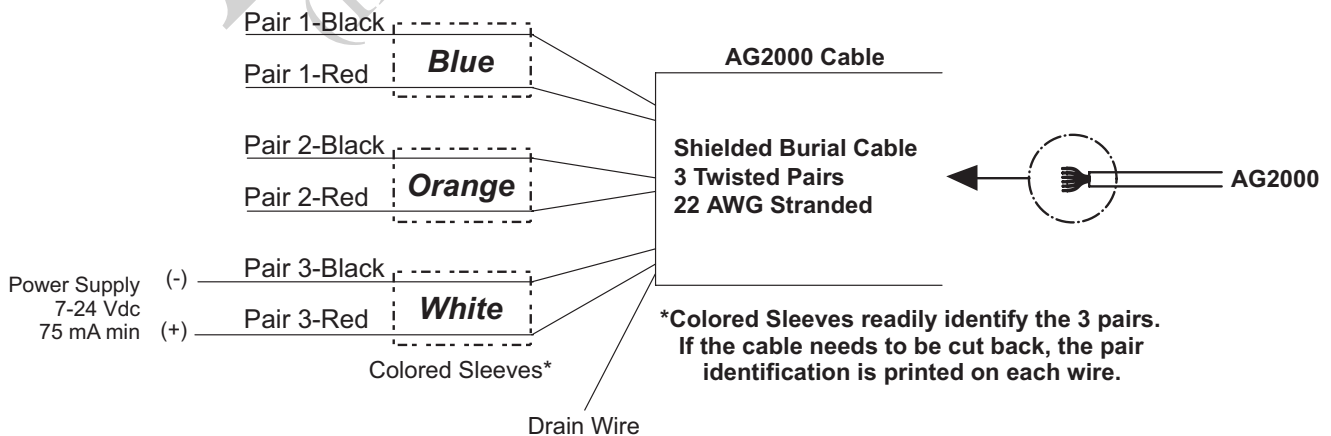 Pair 1-Black
Blue
Pair 1-Red
Pair 2-Black
Orange
Pair 2-Red
Pair 3-Black
White
Pair 3-Red
Power Supply
7-24 Vdc
75 mA min
(-)
(+)
Colored Sleeves*
Drain Wire
AG2000 Cable
Shielded Burial Cable
3 Twisted Pairs
22 AWG Stranded
AG2000
*Colored Sleeves readily identify the 3 pairs.
If the cable needs to be cut back, the pair
identification is printed on each wire.